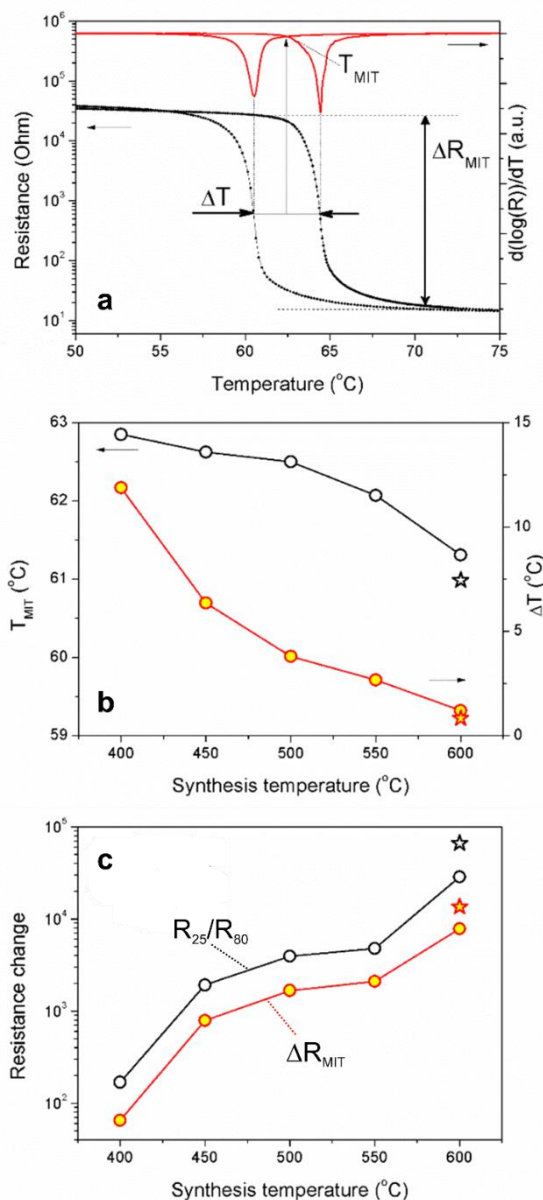 10⁶
10⁵
10⁴
10³
10²
10¹
Resistance (Ohm)
T_MIT
ΔR_MIT
ΔT
d(log(R))/dT (a.u.)
a
50 55 60 65 70 75
Temperature (°C)
63
62
61
60
59
T_MIT (°C)
15
10
5
0
ΔT (°C)
b
400 450 500 550 600
Synthesis temperature (°C)
10⁵
10⁴
10³
10²
Resistance change
c
R₂₅/R₈₀
ΔR_MIT
400 450 500 550 600
Synthesis temperature (°C)